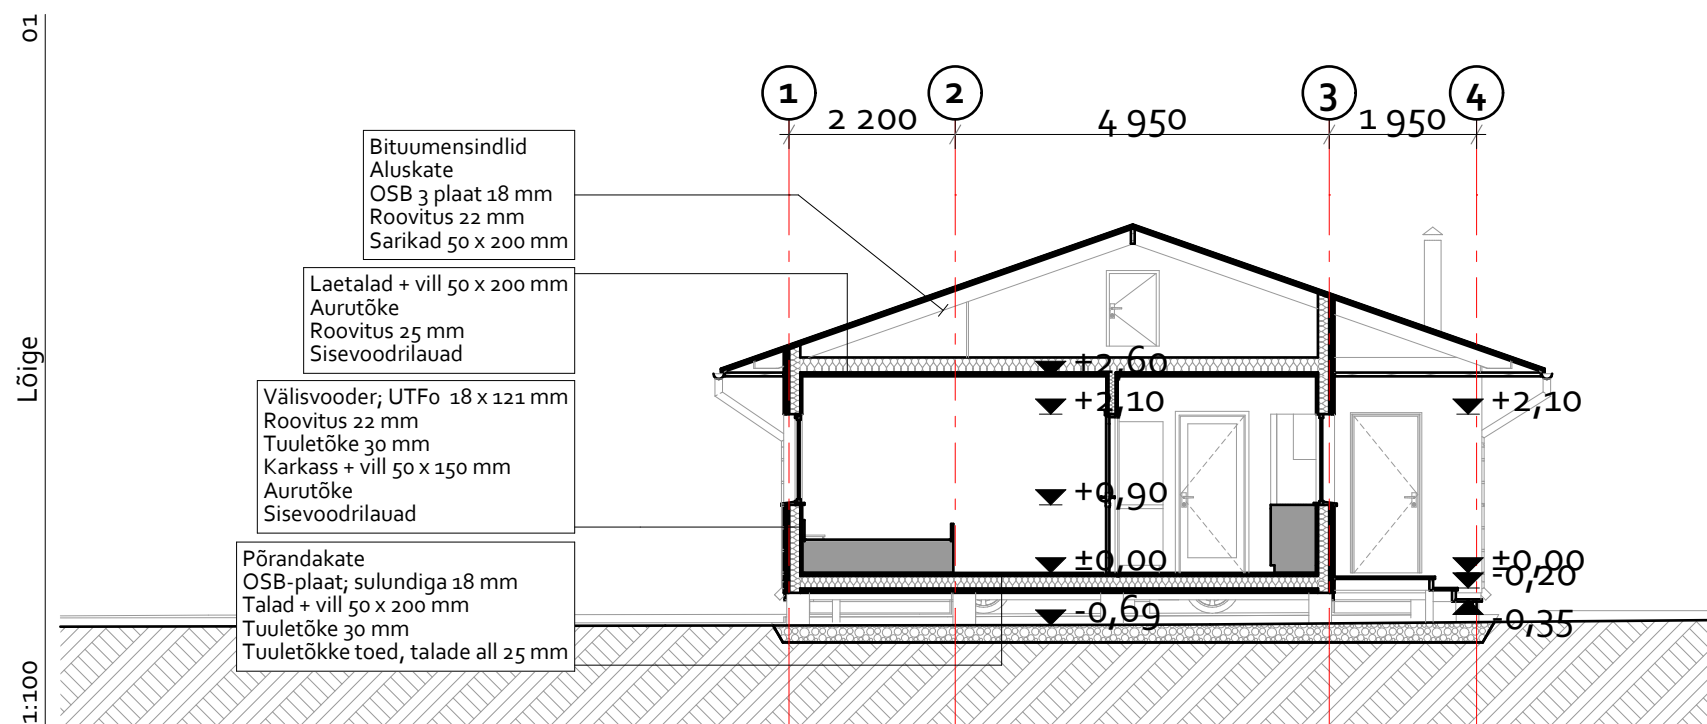 01
Lõige
1:100
1
2
3
4
2 200
4 950
1 950
Bituumensindlid
Aluskate
OSB 3 plaat 18 mm
Roovitus 22 mm
Sarikad 50 x 200 mm
Laetalad + vill 50 x 200 mm
Aurutõke
Roovitus 25 mm
Sisevoodrilauad
Välisvooder; UTF0  18 x 121 mm
Roovitus 22 mm
Tuuletõke 30 mm
Karkass + vill 50 x 150 mm
Aurutõke
Sisevoodrilauad
Põrandakate
OSB-plaat; sulundiga 18 mm
Talad + vill 50 x 200 mm
Tuuletõke 30 mm
Tuuletõkke toed, talade all 25 mm
+2,60
+2,10
+0,90
±0,00
-0,69
+2,10
±0,00
-0,20
-0,35